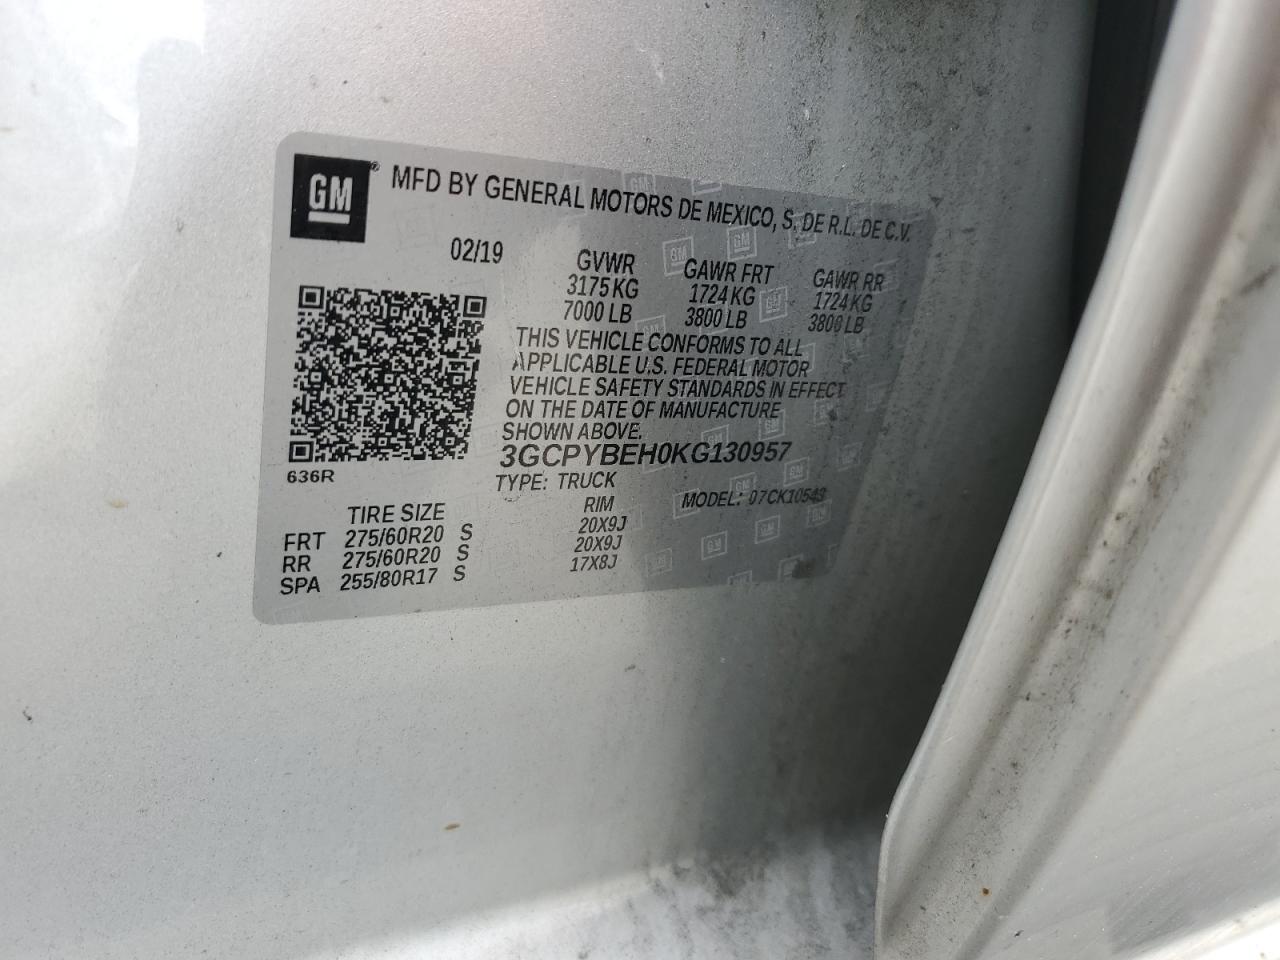 GM ® MFD BY GENERAL MOTORS DE MEXICO, S. DE R.L. DE C.V.
02/19 GVWR GAWR FRT GAWR RR
3175 KG 1724 KG 1724 KG
7000 LB 3800 LB 3800 LB
THIS VEHICLE CONFORMS TO ALL
APPLICABLE U.S. FEDERAL MOTOR
VEHICLE SAFETY STANDARDS IN EFFECT
ON THE DATE OF MANUFACTURE
SHOWN ABOVE.
3GCPYBEH0KG130957
636R
TYPE: TRUCK MODEL: 07CK10543
TIRE SIZE RIM
FRT 275/60R20 S 20X9J
RR 275/60R20 S 20X9J
SPA 255/80R17 S 17X8J